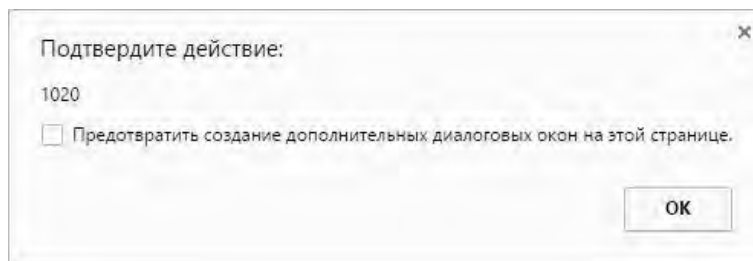 Подтвердите действие:
1020
Предотвратить создание дополнительных диалоговых окон на этой странице.
OK